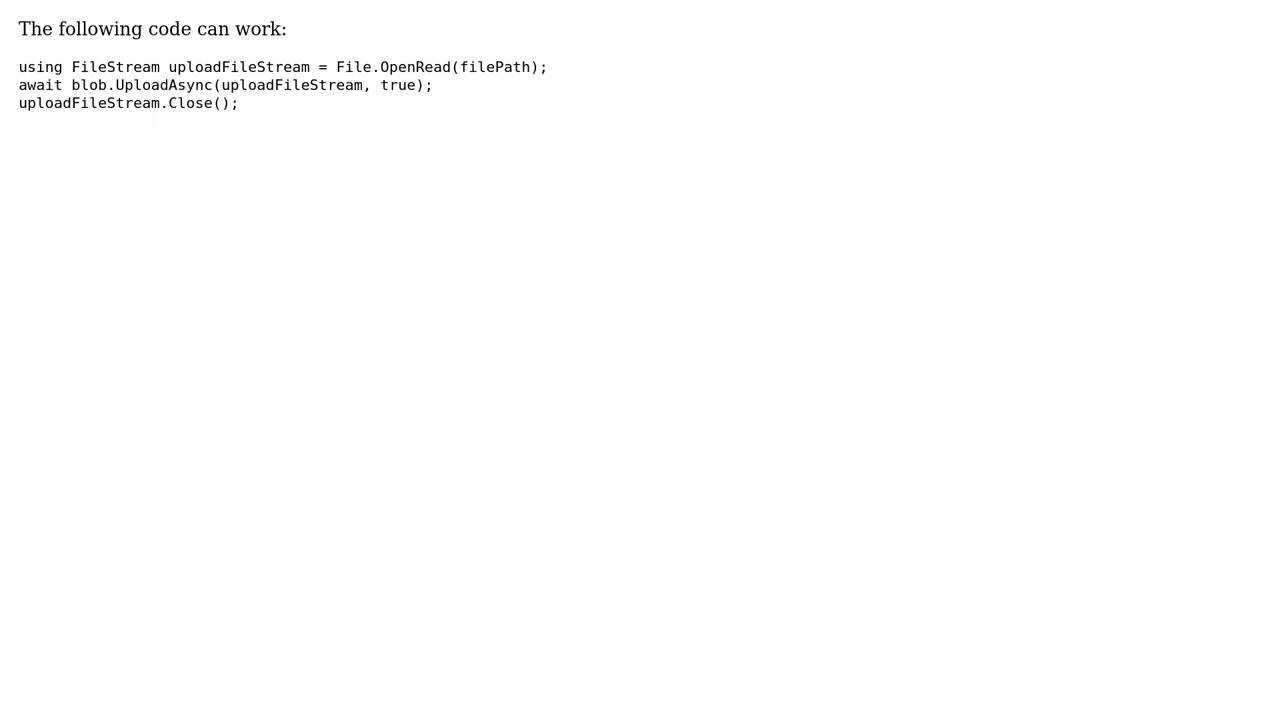 The following code can work:
using FileStream uploadFileStream = File.OpenRead(filePath);
await blob.UploadAsync(uploadFileStream, true);
uploadFileStream.Close();